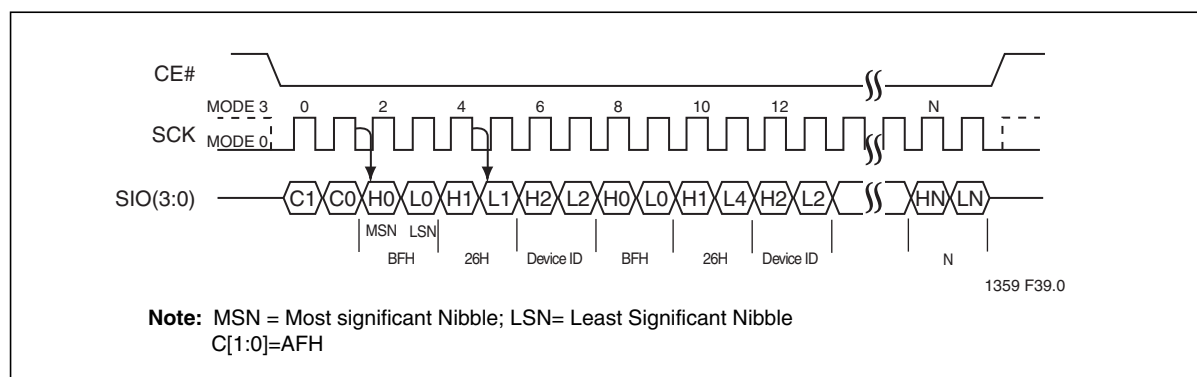 CE#
MODE 3 0 2 4 6 8 10 12 N
SCK
MODE 0
SIO(3:0) C1 C0 H0 L0 H1 L1 H2 L2 H0 L0 H1 L4 H2 L2 HN LN
MSN LSN
BFH 26H Device ID BFH 26H Device ID N
1359 F39.0
Note: MSN = Most significant Nibble; LSN= Least Significant Nibble
C[1:0]=AFH